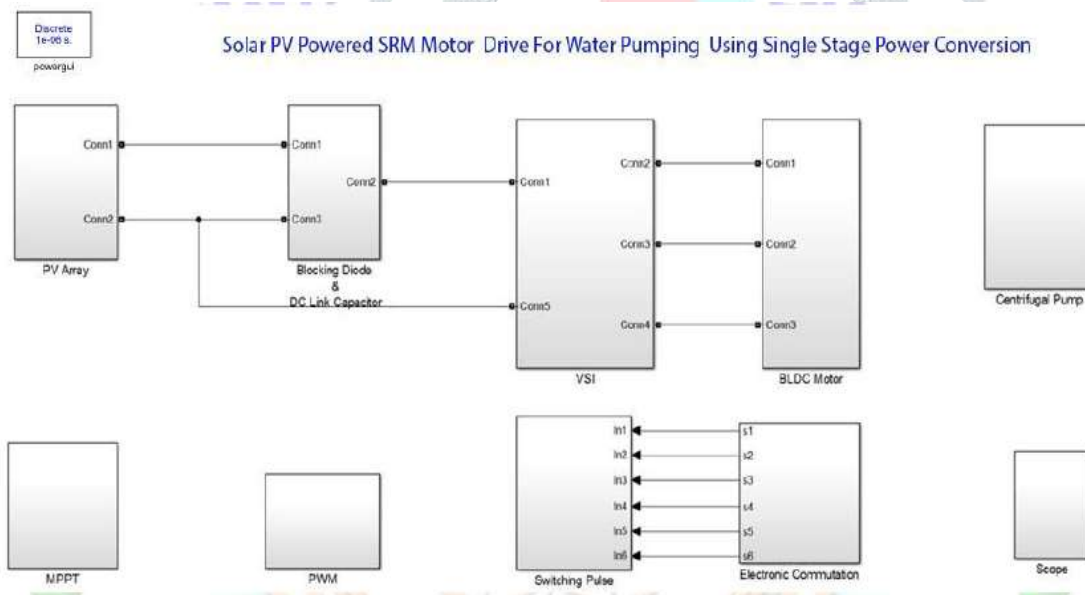 Discrete
1e-06 s.
powergui
Solar PV Powered SRM Motor Drive For Water Pumping Using Single Stage Power Conversion
Conn1
Conn2
PV Array
Conn1
Conn2
Conn3
Blocking Diode
&
DC Link Capacitor
Conn1
Conn2
Conn3
Conn5
Conn4
VSI
Conn1
Conn2
Conn3
BLDC Motor
Centrifugal Pump
MPPT
PWM
In1
In2
In3
In4
In5
In6
Switching Pulse
s1
s2
s3
s4
s5
s6
Electronic Commutation
Scope